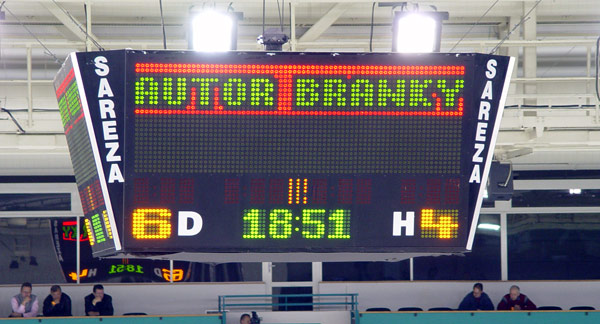 AUTOR BRANKY
SAREZA
SAREZA
6 D 18:51 H 4